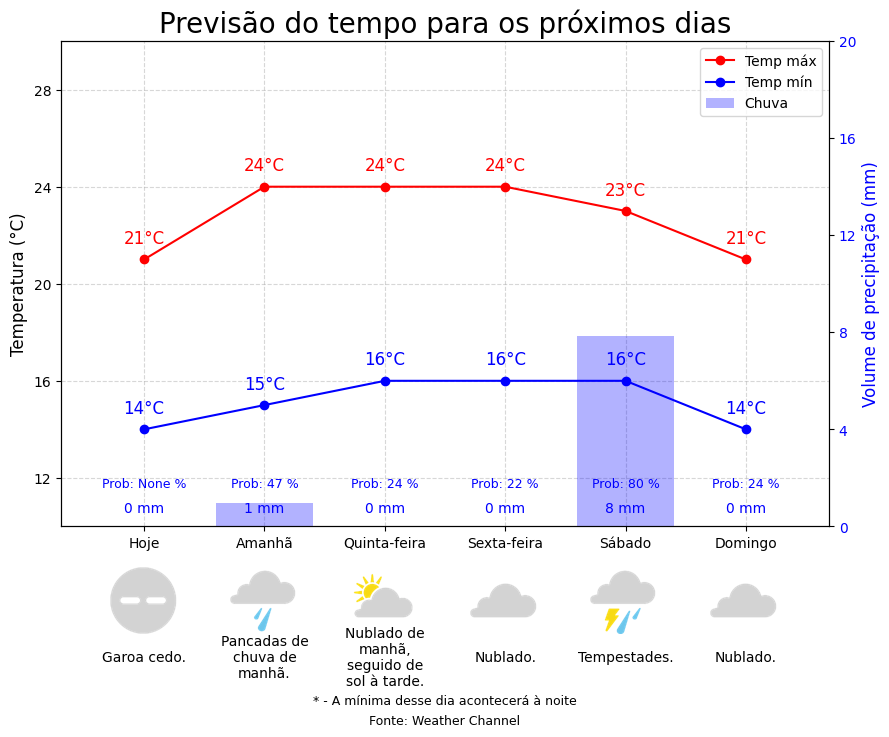 Previsão do tempo para os próximos dias
Temperatura (°C)
Volume de precipitação (mm)
28
24
20
16
12
20
16
12
8
4
0
Temp máx
Temp mín
Chuva
21°C
24°C
24°C
24°C
23°C
21°C
14°C
15°C
16°C
16°C
16°C
14°C
Prob: None %
Prob: 47 %
Prob: 24 %
Prob: 22 %
Prob: 80 %
Prob: 24 %
0 mm
1 mm
0 mm
0 mm
8 mm
0 mm
Hoje
Amanhã
Quinta-feira
Sexta-feira
Sábado
Domingo
Garoa cedo.
Pancadas de
chuva de
manhã.
Nublado de
manhã,
seguido de
sol à tarde.
Nublado.
Tempestades.
Nublado.
* - A mínima desse dia acontecerá à noite
Fonte: Weather Channel